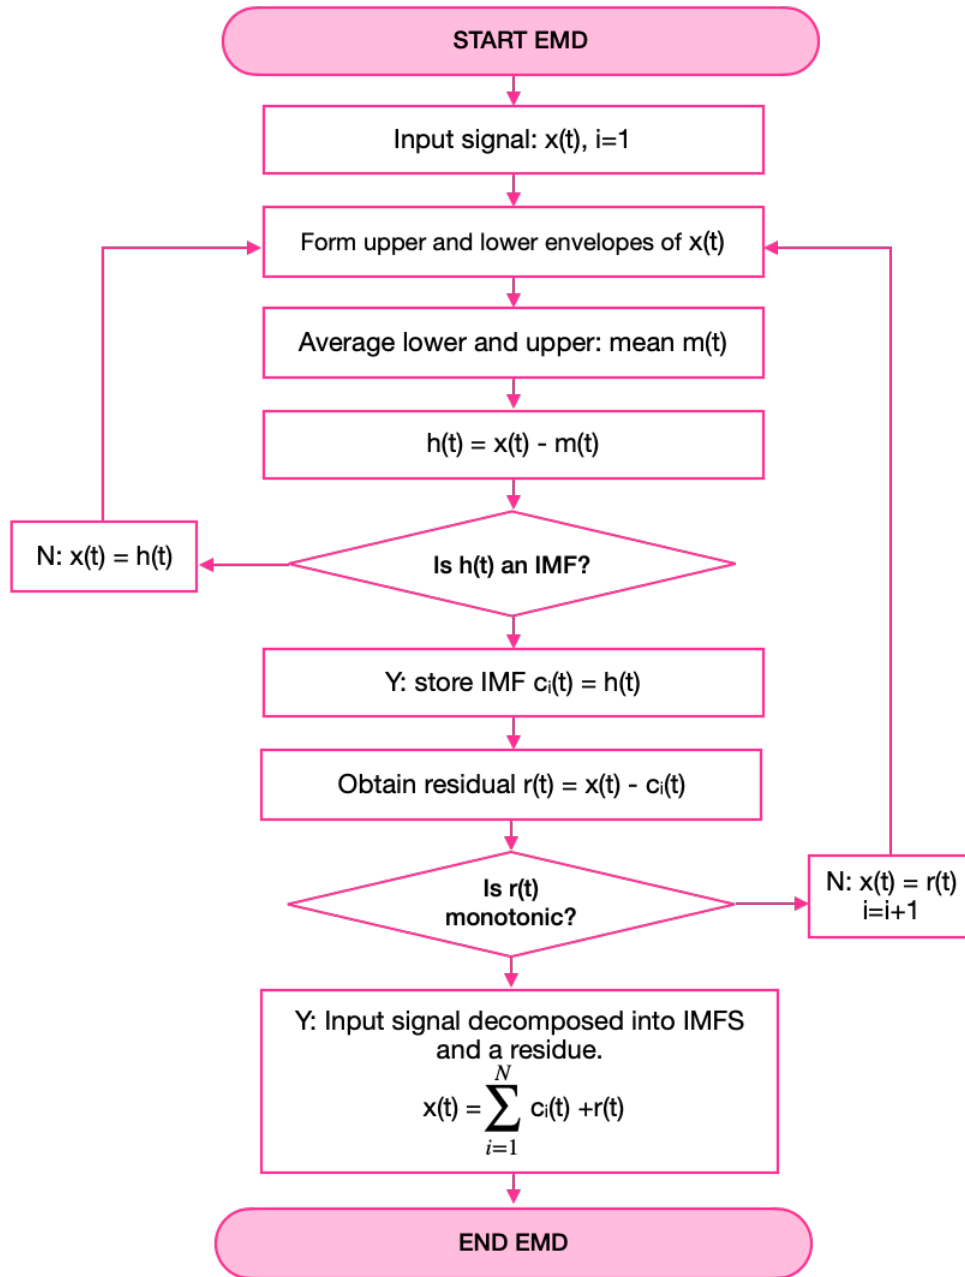 START EMD
Input signal: x(t), i=1
Form upper and lower envelopes of x(t)
Average lower and upper: mean m(t)
h(t) = x(t) - m(t)
Is h(t) an IMF?
N: x(t) = h(t)
Y: store IMF cᵢ(t) = h(t)
Obtain residual r(t) = x(t) - cᵢ(t)
Is r(t)
monotonic?
N: x(t) = r(t)
i=i+1
Y: Input signal decomposed into IMFS
and a residue.
N
x(t) = ∑ cᵢ(t) +r(t)
i=1
END EMD